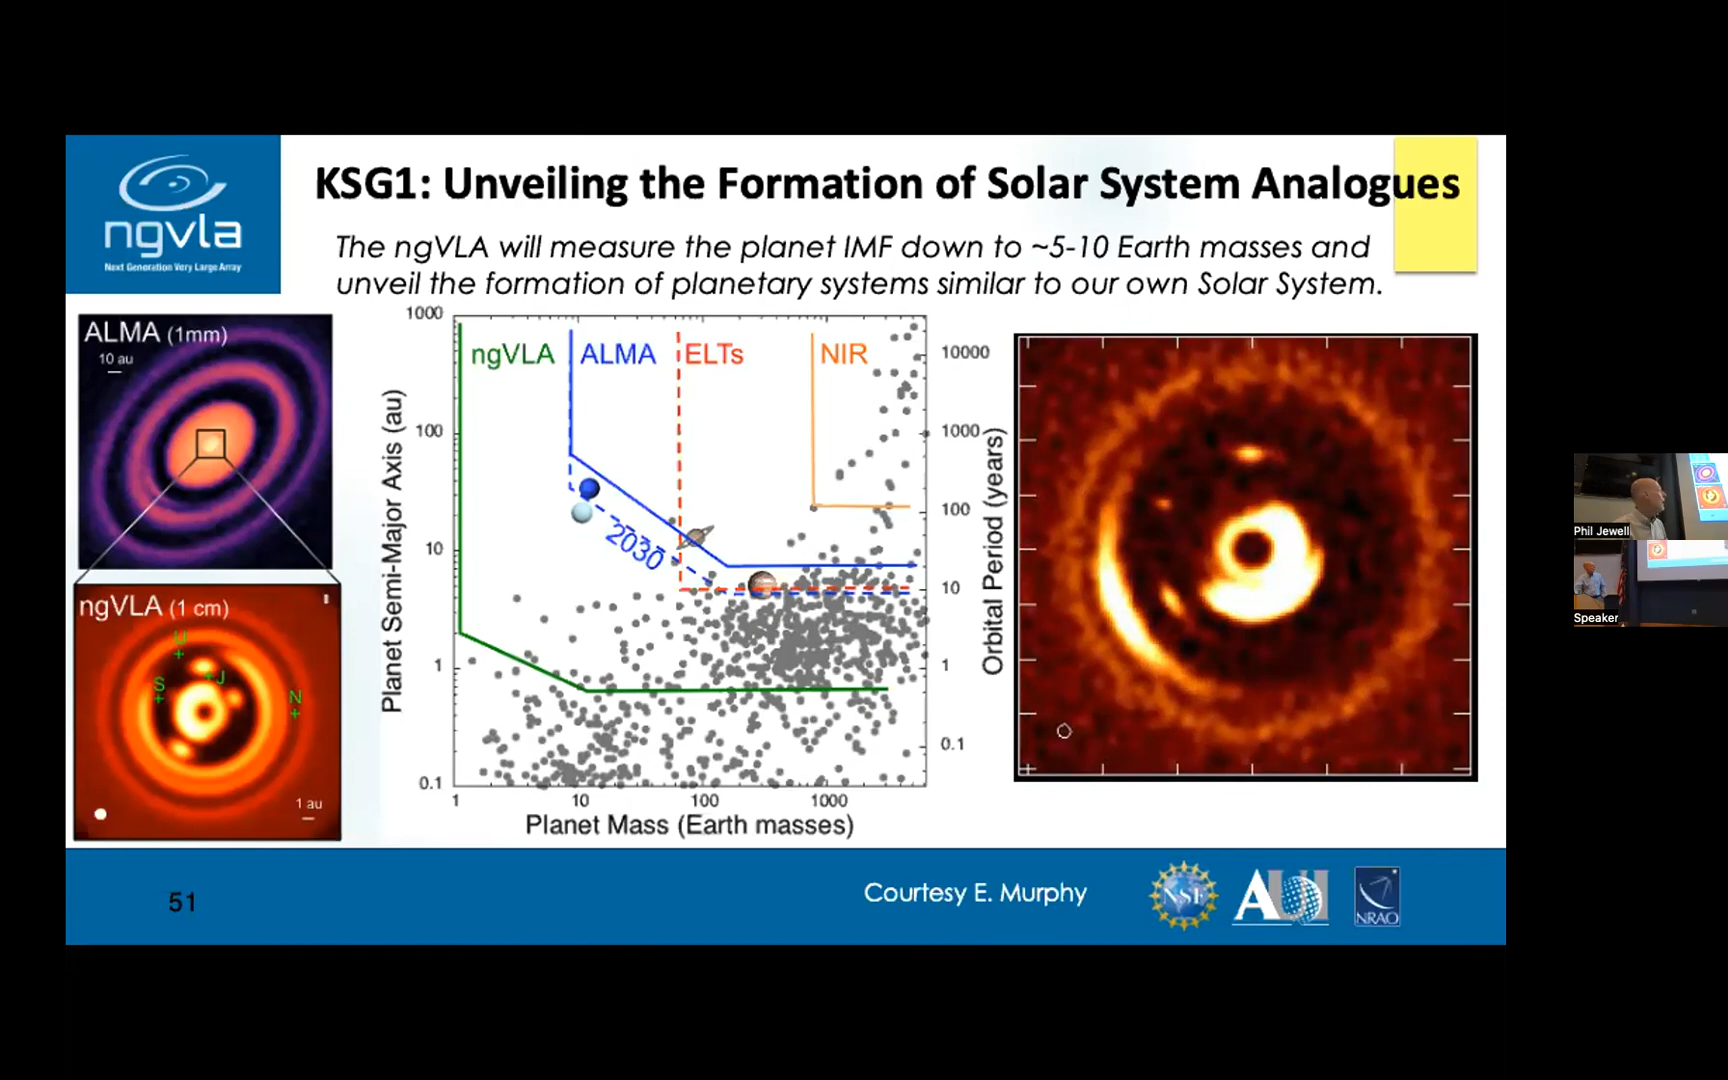 ngvla
Next Generation Very Large Array
KSG1: Unveiling the Formation of Solar System Analogues
The ngVLA will measure the planet IMF down to ~5-10 Earth masses and
unveil the formation of planetary systems similar to our own Solar System.
ALMA (1mm)
10 au
ngVLA (1 cm)
U
S
J
N
1 au
Planet Semi-Major Axis (au)
1000
100
10
1
0.1
ngVLA
ALMA
ELTs
NIR
2030
10000
1000
100
10
1
0.1
Orbital Period (years)
1
10
100
1000
Planet Mass (Earth masses)
Phil Jewell
Speaker
51
Courtesy E. Murphy
NSF
AUI
NRAO